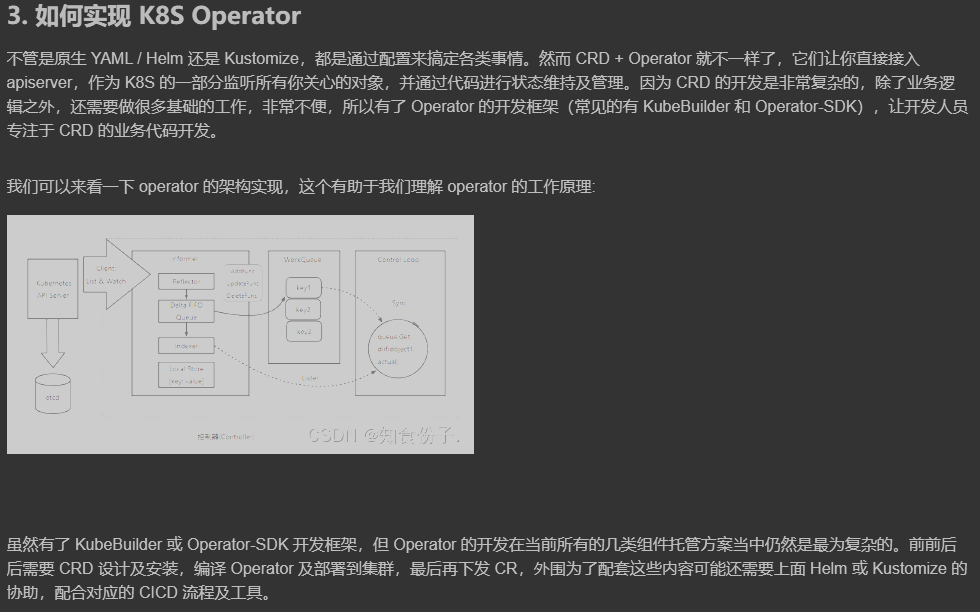 3. 如何实现 K8S Operator
不管是原生 YAML / Helm 还是 Kustomize，都是通过配置来搞定各类事情。然而 CRD + Operator 就不一样了，它们让你直接接入
apiserver，作为 K8S 的一部分监听所有你关心的对象，并通过代码进行状态维持及管理。因为 CRD 的开发是非常复杂的，除了业务逻
辑之外，还需要做很多基础的工作，非常不便，所以有了 Operator 的开发框架（常见的有 KubeBuilder 和 Operator-SDK），让开发人员
专注于 CRD 的业务代码开发。
我们可以来看一下 operator 的架构实现，这个有助于我们理解 operator 的工作原理:
Kubernetes
API Server
etcd
Client:
List & Watch
Informer
Reflector
Delta FIFO
Queue
Indexer
Local Store
AddFunc
UpdateFunc
DeleteFunc
WorkQueue
key1
key2
key3
Lister
Control Loop
Sync
queue.Get
actual
控制器(Controller)
CSDN @知食份子.
虽然有了 KubeBuilder 或 Operator-SDK 开发框架，但 Operator 的开发在当前所有的几类组件托管方案当中仍然是最为复杂的。前前后
后需要 CRD 设计及安装，编译 Operator 及部署到集群，最后再下发 CR，外围为了配套这些内容可能还需要上面 Helm 或 Kustomize 的
协助，配合对应的 CICD 流程及工具。